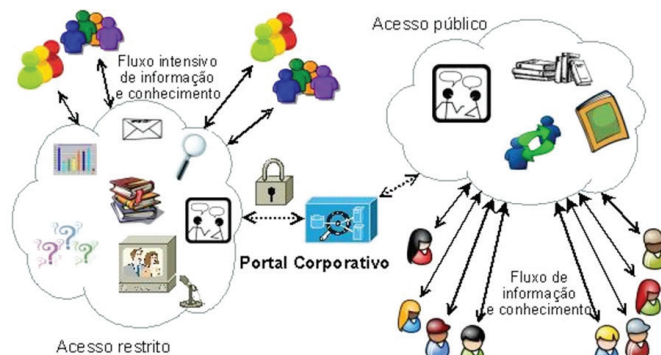 Acesso público
Fluxo intensivo
de informação
e conhecimento
Portal Corporativo
Fluxo de
informação
e conhecimento
Acesso restrito